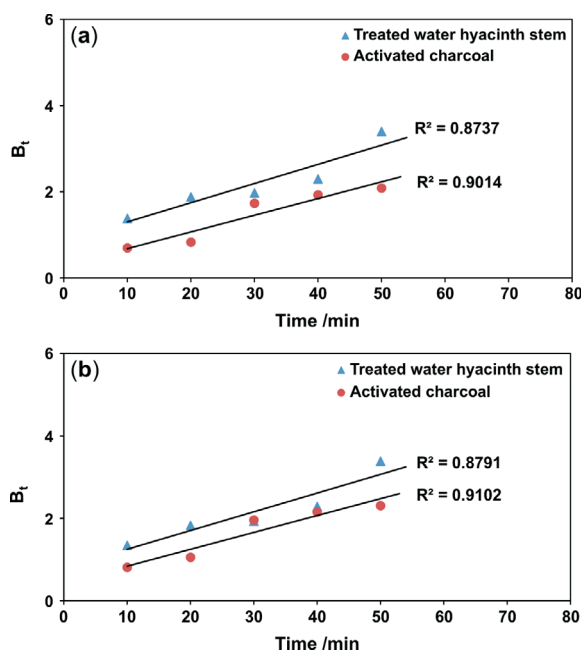 (a)
Treated water hyacinth stem
Activated charcoal
6
4
2
0
B_t
R² = 0.8737
R² = 0.9014
0 10 20 30 40 50 60 70 80
Time /min
(b)
Treated water hyacinth stem
Activated charcoal
6
4
2
0
B_t
R² = 0.8791
R² = 0.9102
0 10 20 30 40 50 60 70 80
Time /min